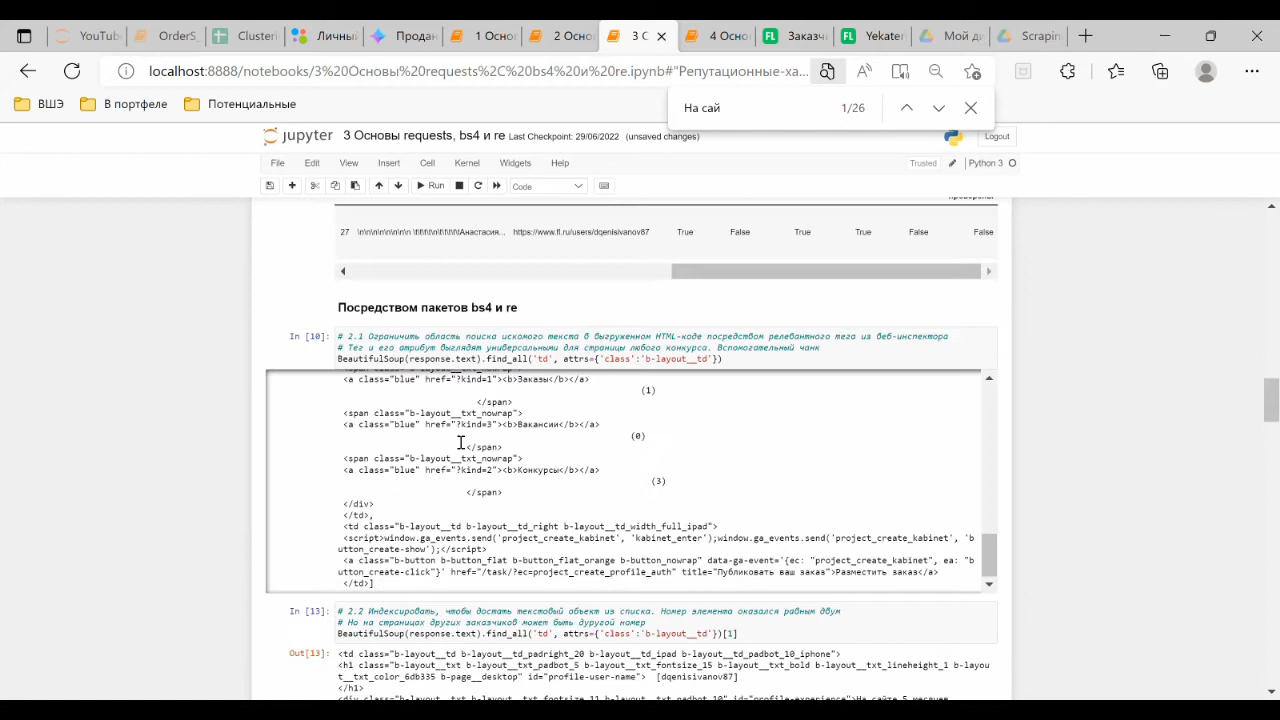 YouTub
OrderS
Clusteri
Личный
Продан
1 Осно
2 Осно
3 С
4 Осно
Заказч
Yekater
Мой ди
Scrapin
localhost:8888/notebooks/3%20Основы%20requests%2C%20bs4%20и%20re.ipynb#"Репутационные-ха...
ВШЭ
В портфеле
Потенциальные
На сай
1/26
jupyter 3 Основы requests, bs4 и re Last Checkpoint: 29/06/2022 (unsaved changes)
Logout
File Edit View Insert Cell Kernel Widgets Help
Trusted
Python 3
Run
Code
27 \n\n\n\n\n\n\n \t\t\t\t\n\t\t\t\t\tАнастасия... https://www.fl.ru/users/dqenisivanov87 True False True True False False
Посредством пакетов bs4 и re
In [10]:
# 2.1 Ограничить область поиска искомого текста в выгруженном HTML-коде посредством релевантного тега из веб-инспектора
# Тег и его атрибут выглядят универсальными для страницы любого конкурса. Вспомогательный чанк
BeautifulSoup(response.text).find_all('td', attrs={'class':'b-layout__td'})
<a class="blue" href="?kind=1"><b>Заказы</b></a>
(1)
</span>
<span class="b-layout__txt_nowrap">
<a class="blue" href="?kind=3"><b>Вакансии</b></a>
(0)
</span>
<span class="b-layout__txt_nowrap">
<a class="blue" href="?kind=2"><b>Конкурсы</b></a>
(3)
</span>
</div>
</td>,
<td class="b-layout__td b-layout__td_right b-layout__td_width_full_ipad">
<script>window.ga_events.send('project_create_kabinet', 'kabinet_enter');window.ga_events.send('project_create_kabinet', 'b
utton_create-show');</script>
<a class="b-button b-button_flat b-button_flat_orange b-button_nowrap" data-ga-event='{ec: "project_create_kabinet", ea: "b
utton_create-click"}' href="/task/?ec=project_create_profile_auth" title="Публиковать ваш заказ">Разместить заказ</a>
</td>]
In [13]:
# 2.2 Индексировать, чтобы достать текстовый объект из списка. Номер элемента оказался равным двум
# Но на страницах других заказчиков может быть дуругой номер
BeautifulSoup(response.text).find_all('td', attrs={'class':'b-layout__td'})[1]
Out[13]:
<td class="b-layout__td b-layout__td_padright_20 b-layout__td_ipad b-layout__td_padbot_10_iphone">
<h1 class="b-layout__txt b-layout__txt_padbot_5 b-layout__txt_fontsize_15 b-layout__txt_bold b-layout__txt_lineheight_1 b-layou
t__txt_color_6db335 b-page__desktop" id="profile-user-name"> [dqenisivanov87]
</h1>